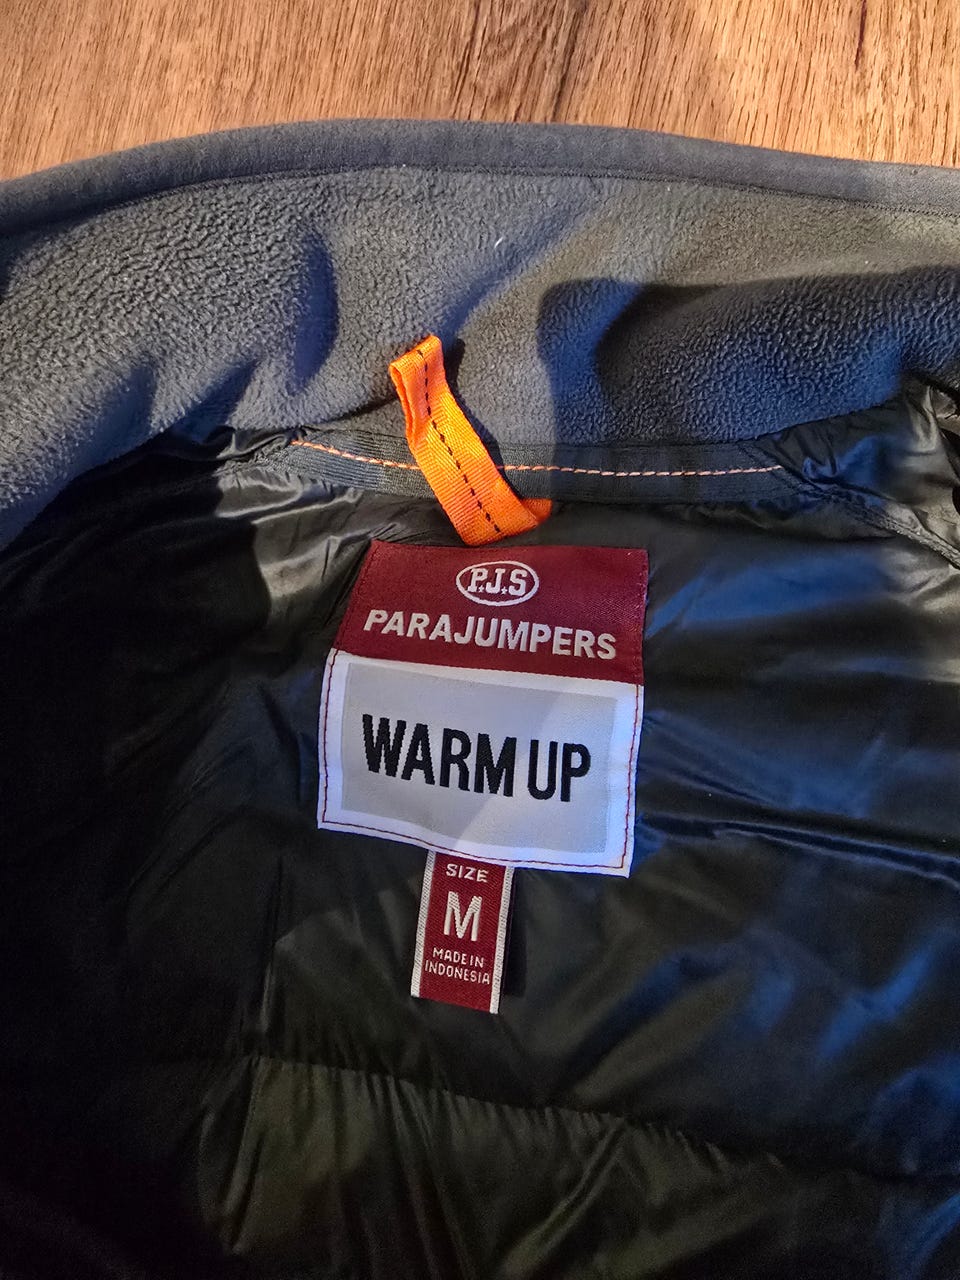 P.J.S
PARAJUMPERS
WARM UP
SIZE
M
MADE IN
INDONESIA